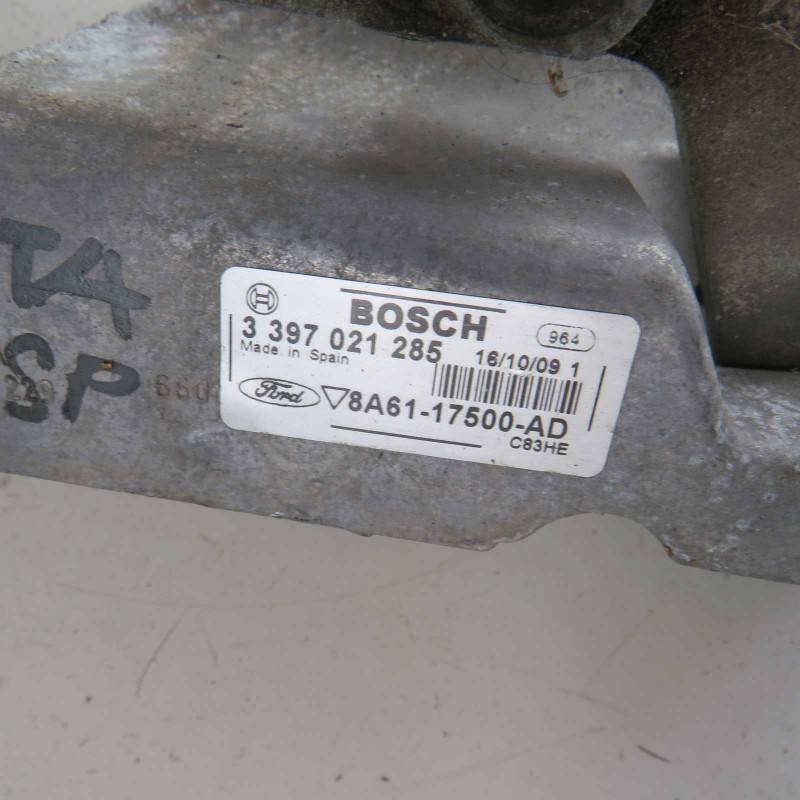 TA
SP
BOSCH
964
3 397 021 285
16/10/09 1
Made in Spain
Ford
8A61-17500-AD
C83HE